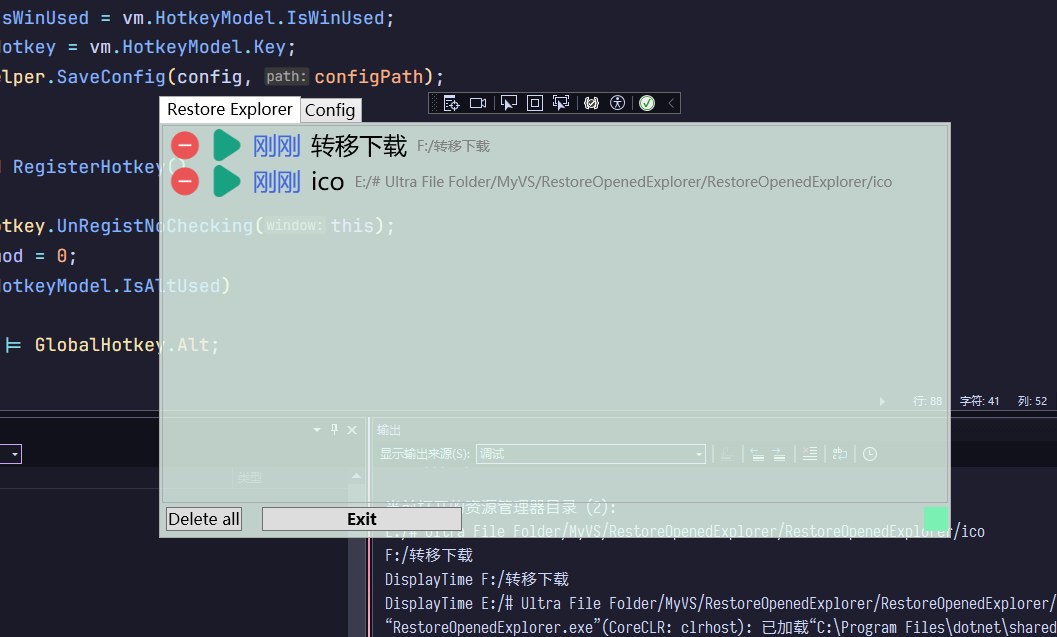 sWinUsed = vm.HotkeyModel.IsWinUsed;
otkey = vm.HotkeyModel.Key;
lper.SaveConfig(config, path: configPath);
Restore Explorer Config
刚刚 转移下载 F:/转移下载
RegisterHotkey()
刚刚 ico E:/# Ultra File Folder/MyVS/RestoreOpenedExplorer/RestoreOpenedExplorer/ico
otkey.UnRegistNoChecking(window: this);
od = 0;
otkeyModel.IsAltUsed)
|= GlobalHotkey.Alt;
行: 88 字符: 41 列: 52
输出
显示输出来源(S): 调试
类型
当前打开的资源管理器目录 (2):
Delete all Exit
E:/# Ultra File Folder/MyVS/RestoreOpenedExplorer/RestoreOpenedExplorer/ico
F:/转移下载
DisplayTime F:/转移下载
DisplayTime E:/# Ultra File Folder/MyVS/RestoreOpenedExplorer/RestoreOpenedExplorer/
“RestoreOpenedExplorer.exe”(CoreCLR: clrhost): 已加载“C:\Program Files\dotnet\shared